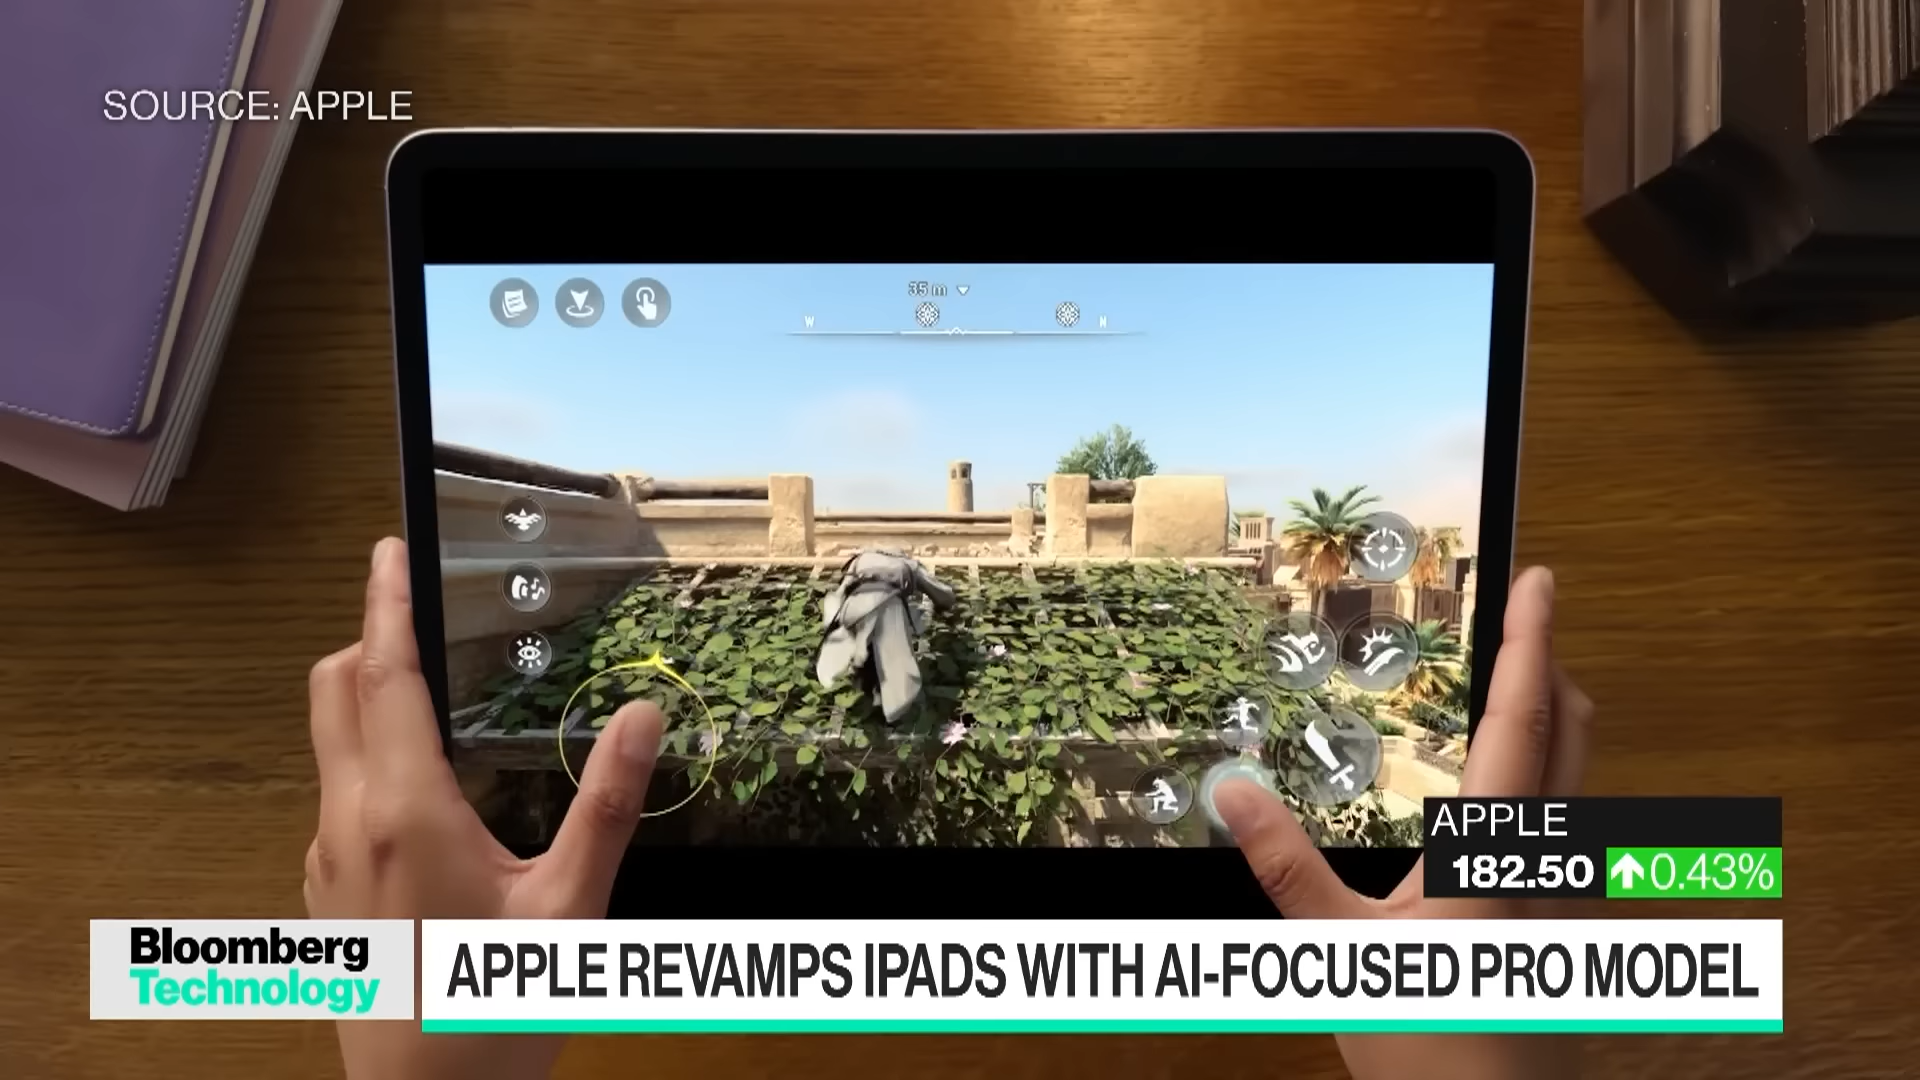 SOURCE: APPLE
35 m
W
N
APPLE
182.50 0.43%
Bloomberg
Technology
APPLE REVAMPS IPADS WITH AI-FOCUSED PRO MODEL